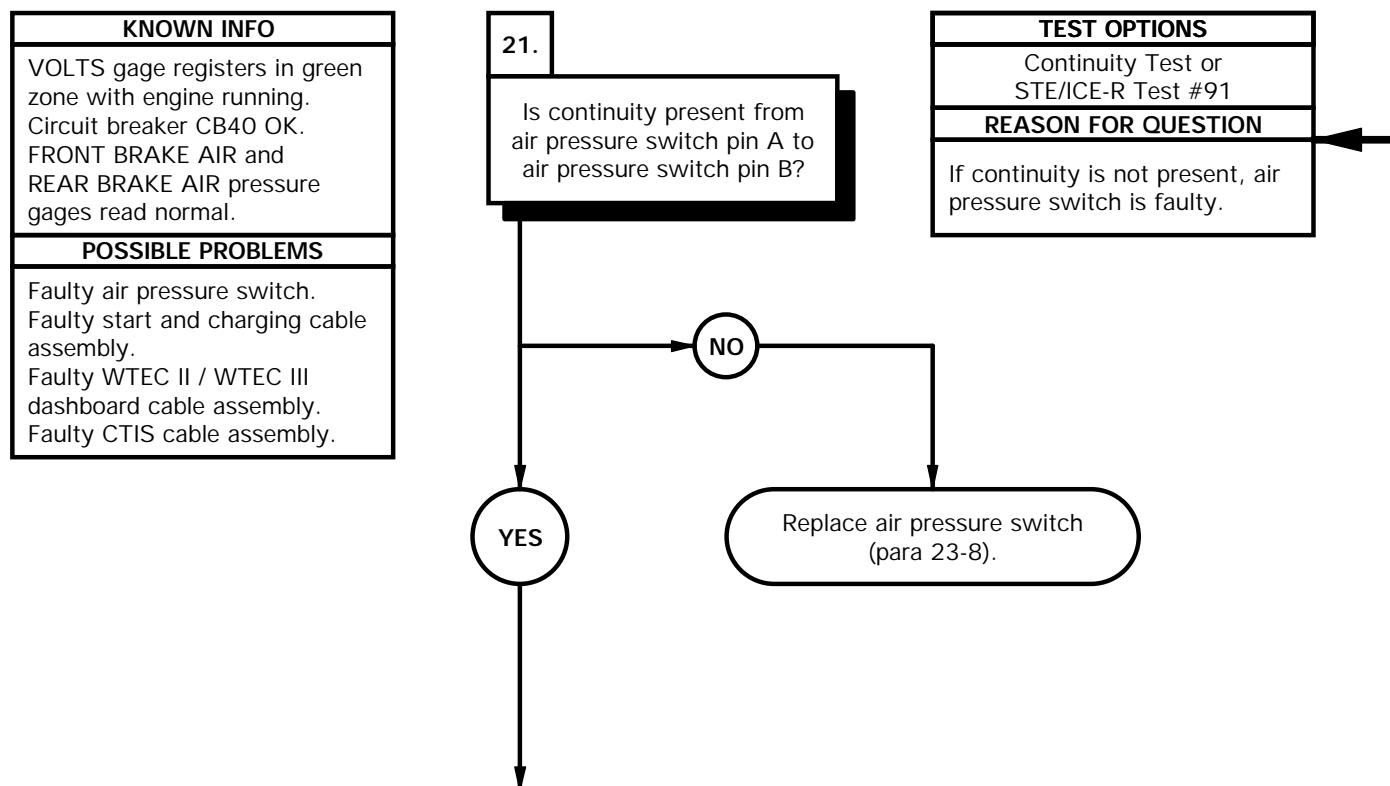 KNOWN INFO
VOLTS gage registers in green
zone with engine running.
Circuit breaker CB40 OK.
FRONT BRAKE AIR and
REAR BRAKE AIR pressure
gages read normal.
POSSIBLE PROBLEMS
Faulty air pressure switch.
Faulty start and charging cable
assembly.
Faulty WTEC II / WTEC III
dashboard cable assembly.
Faulty CTIS cable assembly.
21.
Is continuity present from
air pressure switch pin A to
air pressure switch pin B?
TEST OPTIONS
Continuity Test or
STE/ICE-R Test #91
REASON FOR QUESTION
If continuity is not present, air
pressure switch is faulty.
NO
YES
Replace air pressure switch
(para 23-8).